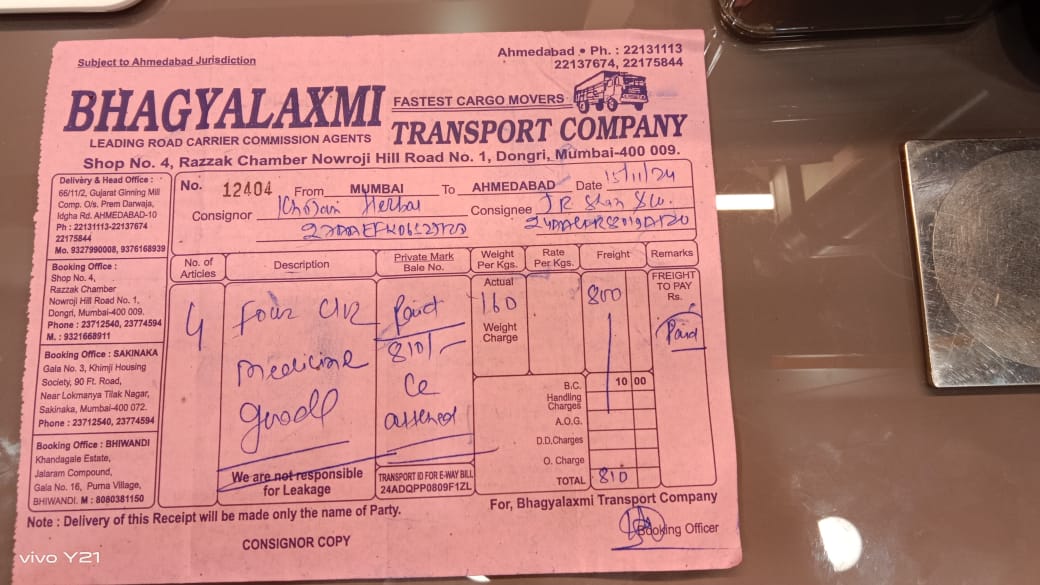 Subject to Ahmedabad Jurisdiction
Ahmedabad • Ph. : 22131113
22137674, 22175844
BHAGYALAXMI
FASTEST CARGO MOVERS
LEADING ROAD CARRIER COMMISSION AGENTS
TRANSPORT COMPANY
Shop No. 4, Razzak Chamber Nowroji Hill Road No. 1, Dongri, Mumbai-400 009.
Delivery & Head Office :
66/11/2, Gujarat Ginning Mill
Comp. O/s. Prem Darwaja,
Idgha Rd. AHMEDABAD-10
Ph : 22131113-22137674
22175844
Mo. 9327990008, 9376168939
Booking Office :
Shop No. 4,
Razzak Chamber
Nowroji Hill Road No. 1,
Dongri, Mumbai-400 009.
Phone : 23712540, 23774594
M. : 9321668911
Booking Office : SAKINAKA
Gala No. 3, Khimji Housing
Society, 90 Ft. Road,
Near Lokmanya Tilak Nagar,
Sakinaka, Mumbai-400 072.
Phone : 23712540, 23774594
Booking Office : BHIWANDI
Khandagale Estate,
Jalaram Compound,
Gala No. 16, Purna Village,
BHIWANDI. M : 8080381150
No. 12404 From MUMBAI To AHMEDABAD Date 15/11/24
Consignor Herbal Consignee JR Shah &
No. of Articles
Description
Private Mark Bale No.
Weight Per Kgs.
Rate Per Kgs.
Freight
Remarks
4
Four
medicine
good
Paid
810/-
Actual
160
Weight Charge
800
FREIGHT TO PAY Rs.
Paid
B.C. 10 00
Handling Charges
A.O.G.
D.D.Charges
O. Charge
TOTAL 810
We are not responsible for Leakage
TRANSPORT ID FOR E-WAY BILL
24ADQPP0809F1ZL
For, Bhagyalaxmi Transport Company
Booking Officer
Note : Delivery of this Receipt will be made only the name of Party.
CONSIGNOR COPY
vivo Y21